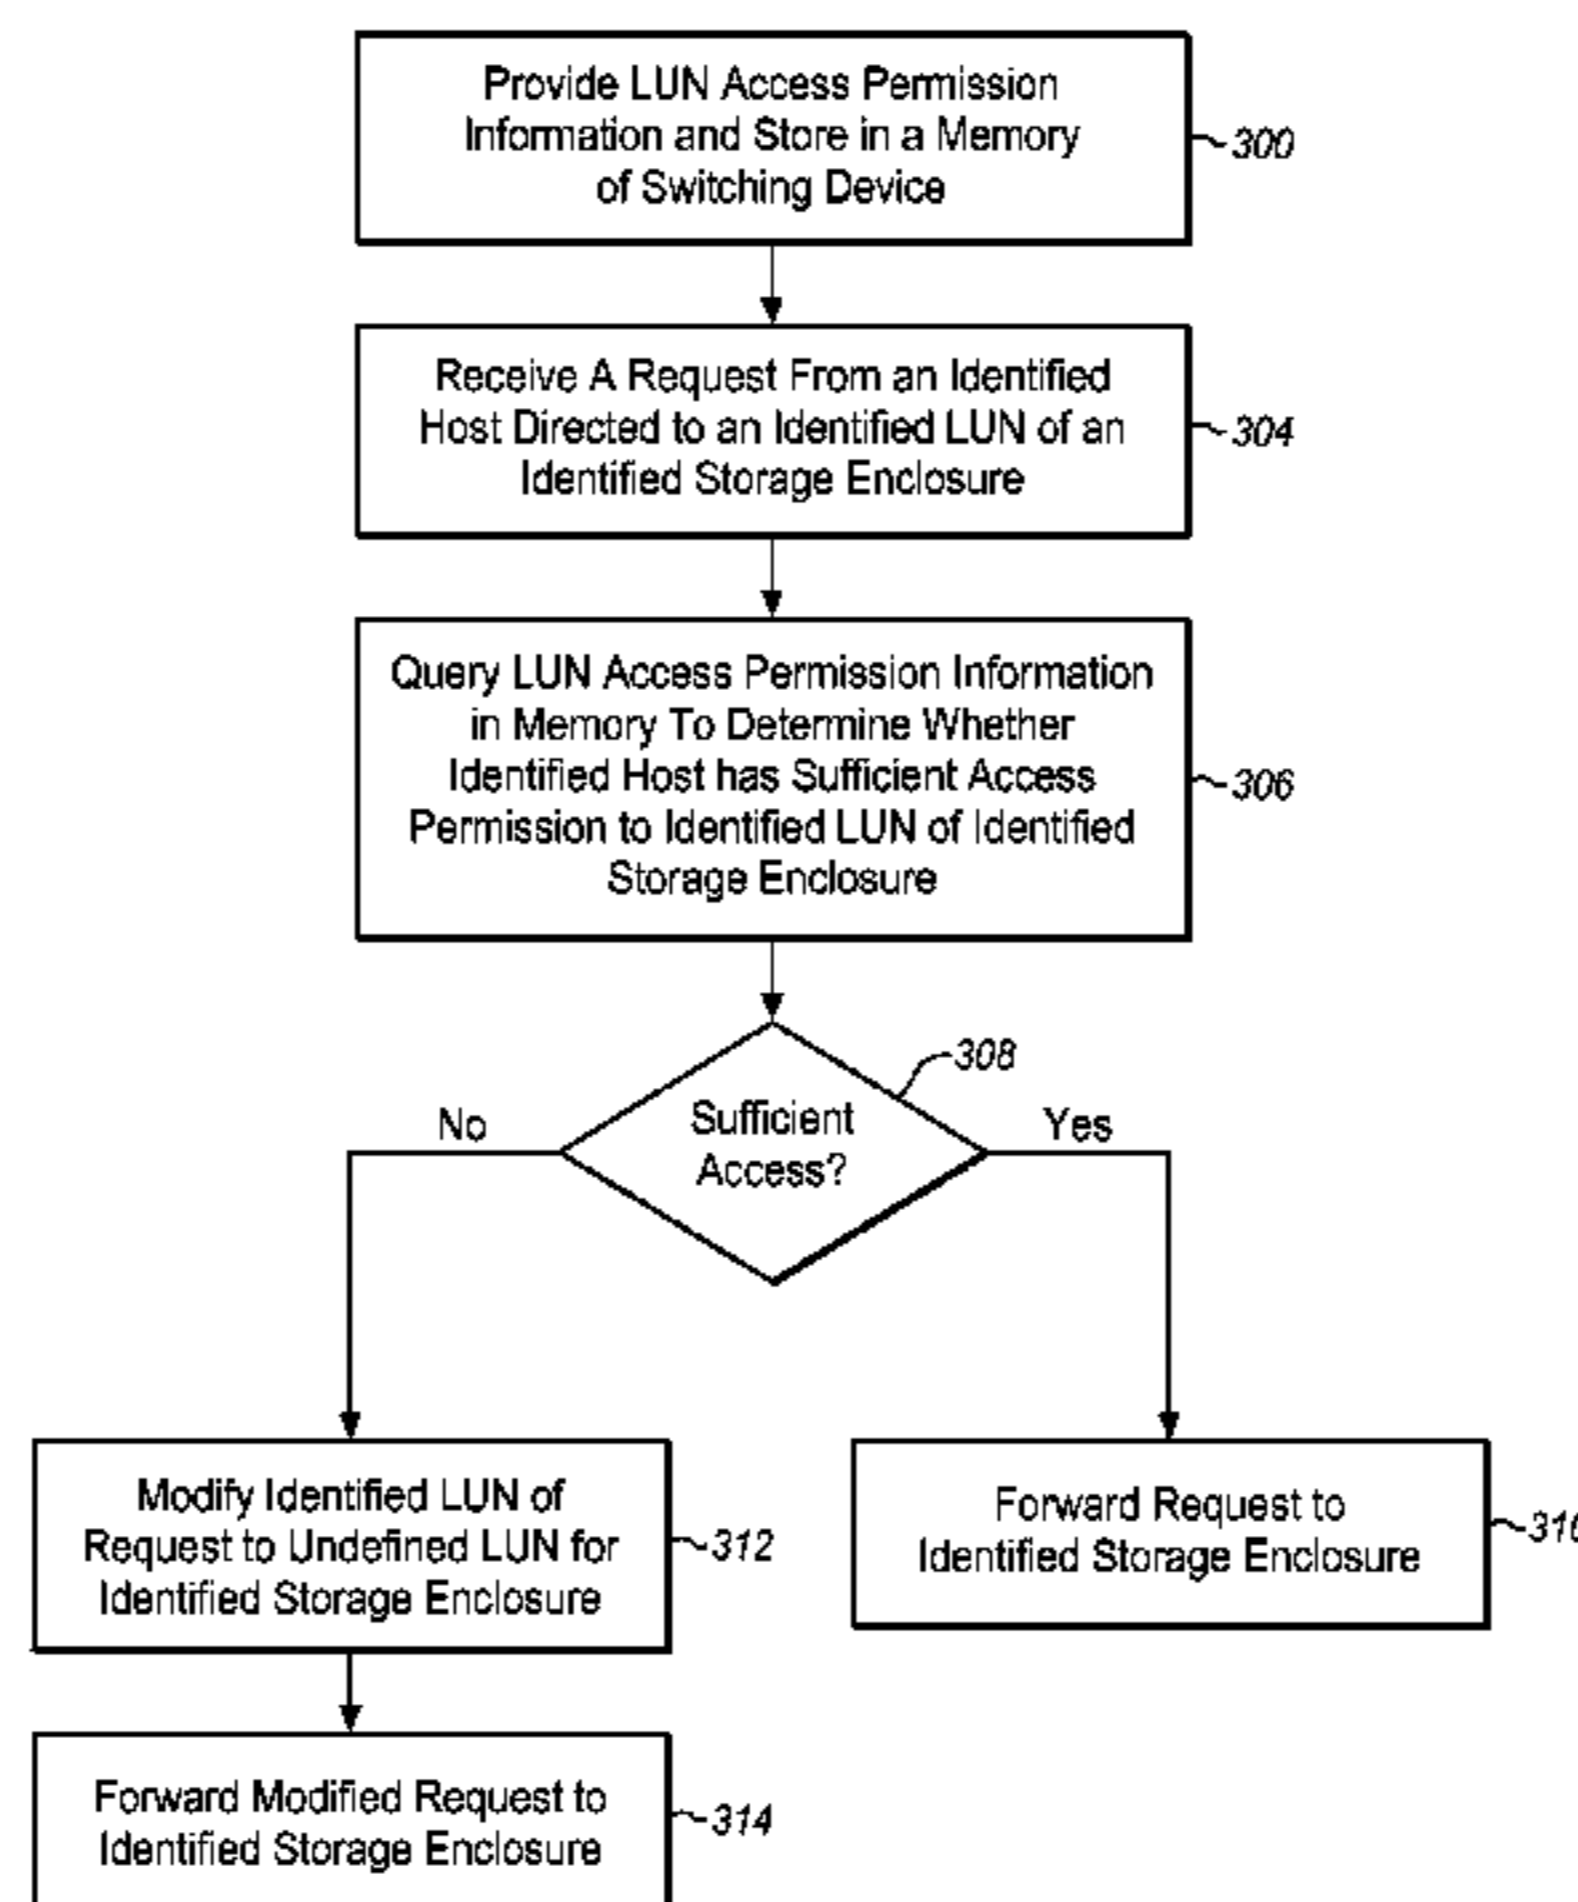 Provide LUN Access Permission
Information and Store in a Memory
of Switching Device
300
Receive A Request From an Identified
Host Directed to an Identified LUN of an
Identified Storage Enclosure
304
Query LUN Access Permission Information
in Memory To Determine Whether
Identified Host has Sufficient Access
Permission to Identified LUN of Identified
Storage Enclosure
306
308
Sufficient
Access?
No
Yes
Modify Identified LUN of
Request to Undefined LUN for
Identified Storage Enclosure
312
Forward Request to
Identified Storage Enclosure
Forward Modified Request to
Identified Storage Enclosure
314